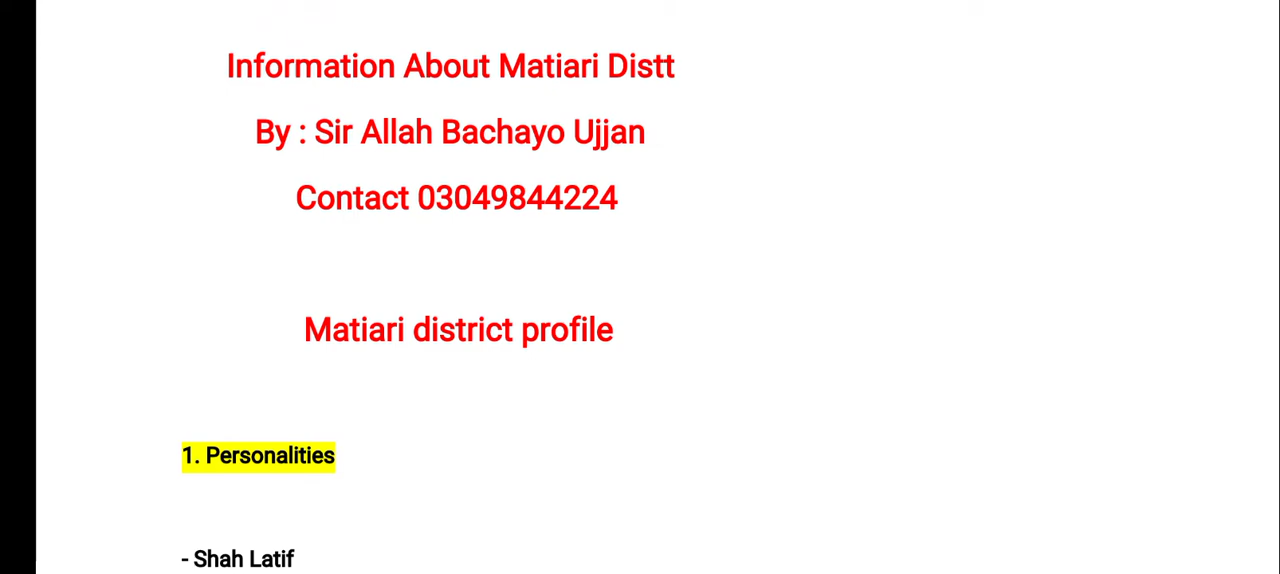 Information About Matiari Distt
By : Sir Allah Bachayo Ujjan
Contact 03049844224
Matiari district profile
1. Personalities
- Shah Latif